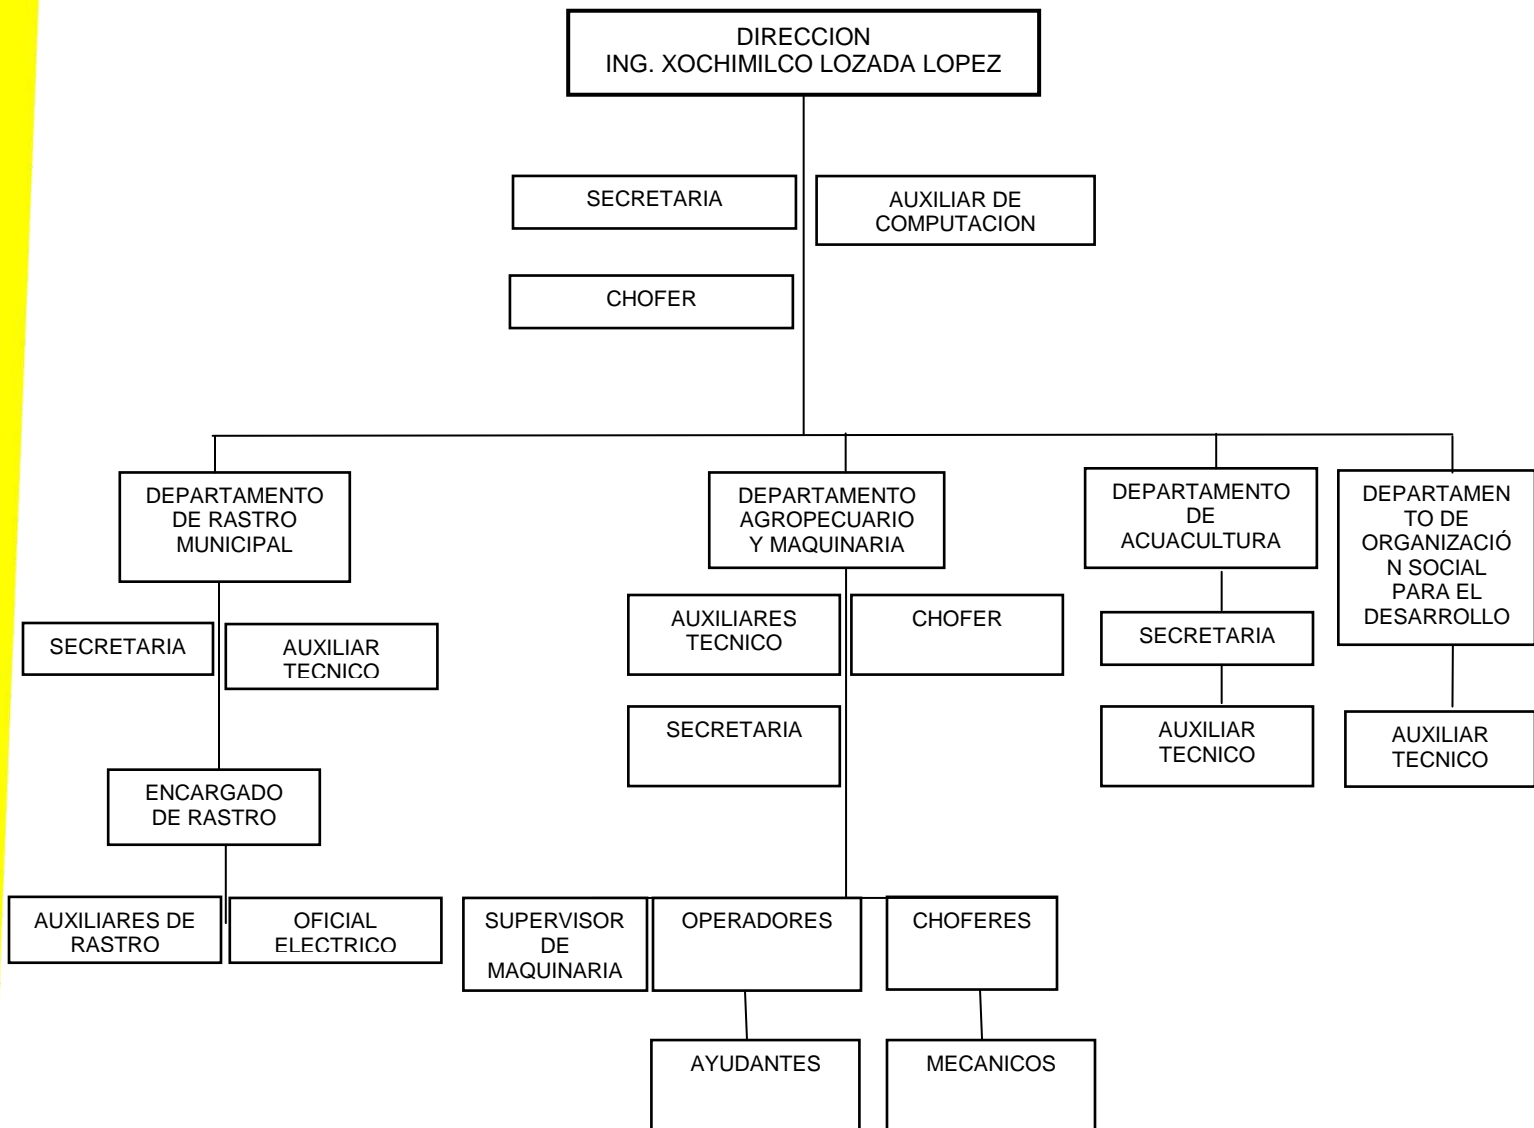 DIRECCION
ING. XOCHIMILCO LOZADA LOPEZ
SECRETARIA
AUXILIAR DE
COMPUTACION
CHOFER
DEPARTAMENTO
DE RASTRO
MUNICIPAL
DEPARTAMENTO
AGROPECUARIO
Y MAQUINARIA
DEPARTAMENTO
DE
ACUACULTURA
DEPARTAMEN
TO DE
ORGANIZACIÓ
N SOCIAL
PARA EL
DESARROLLO
SECRETARIA
AUXILIAR
TECNICO
AUXILIARES
TECNICO
CHOFER
SECRETARIA
SECRETARIA
AUXILIAR
TECNICO
AUXILIAR
TECNICO
ENCARGADO
DE RASTRO
AUXILIARES DE
RASTRO
OFICIAL
ELECTRICO
SUPERVISOR
DE
MAQUINARIA
OPERADORES
CHOFERES
AYUDANTES
MECANICOS